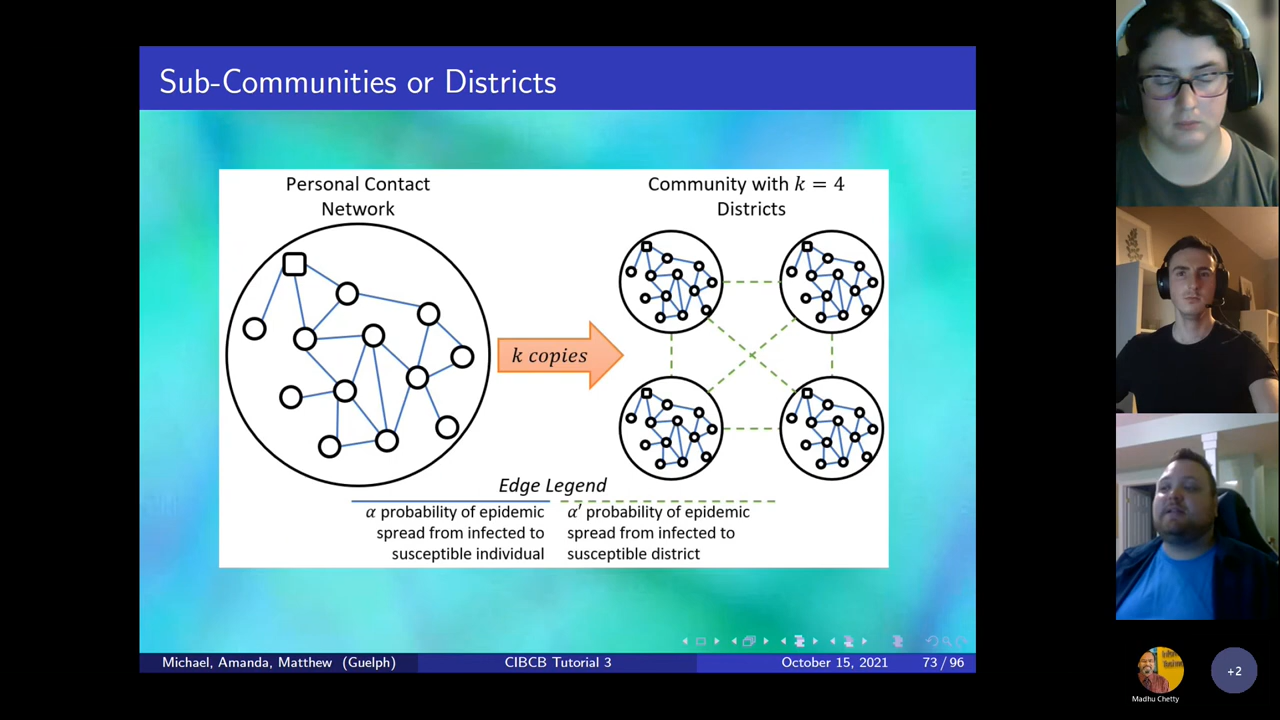 Sub-Communities or Districts
Personal Contact
Network
Community with k = 4
Districts
k copies
Edge Legend
α probability of epidemic
spread from infected to
susceptible individual
α′ probability of epidemic
spread from infected to
susceptible district
Michael, Amanda, Matthew (Guelph)
CIBCB Tutorial 3
October 15, 2021
73 / 96
Madhu Chetty
+2